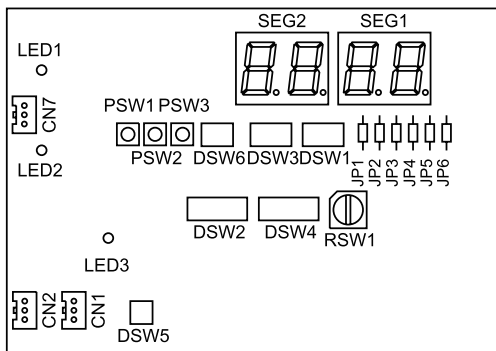 SEG2 SEG1
LED1
CN7
PSW1 PSW3
LED2
PSW2 DSW6 DSW3 DSW1
JP1 JP2 JP3 JP4 JP5 JP6
DSW2 DSW4 RSW1
LED3
CN2 CN1
DSW5